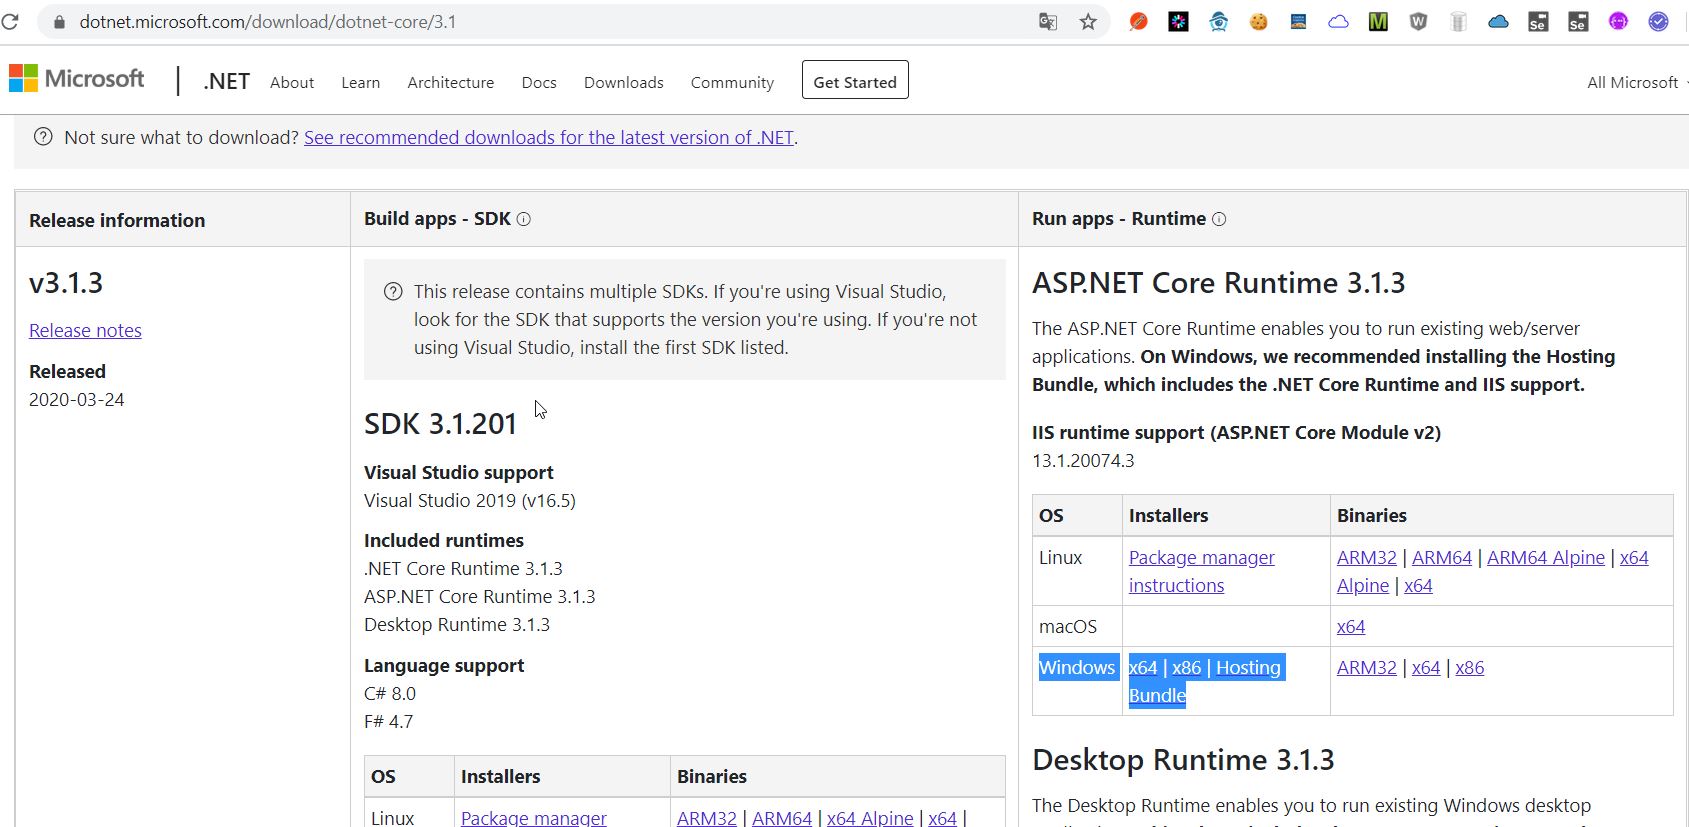 dotnet.microsoft.com/download/dotnet-core/3.1
Microsoft | .NET About Learn Architecture Docs Downloads Community Get Started All Microsoft
Not sure what to download? See recommended downloads for the latest version of .NET.
Release information
v3.1.3
Release notes
Released
2020-03-24
Build apps - SDK
This release contains multiple SDKs. If you're using Visual Studio,
look for the SDK that supports the version you're using. If you're not
using Visual Studio, install the first SDK listed.
SDK 3.1.201
Visual Studio support
Visual Studio 2019 (v16.5)
Included runtimes
.NET Core Runtime 3.1.3
ASP.NET Core Runtime 3.1.3
Desktop Runtime 3.1.3
Language support
C# 8.0
F# 4.7
OS Installers Binaries
Linux Package manager ARM32 | ARM64 | x64 Alpine | x64 |
Run apps - Runtime
ASP.NET Core Runtime 3.1.3
The ASP.NET Core Runtime enables you to run existing web/server
applications. On Windows, we recommended installing the Hosting
Bundle, which includes the .NET Core Runtime and IIS support.
IIS runtime support (ASP.NET Core Module v2)
13.1.20074.3
OS Installers Binaries
Linux Package manager ARM32 | ARM64 | ARM64 Alpine | x64
instructions Alpine | x64
macOS x64
Windows x64 | x86 | Hosting ARM32 | x64 | x86
Bundle
Desktop Runtime 3.1.3
The Desktop Runtime enables you to run existing Windows desktop